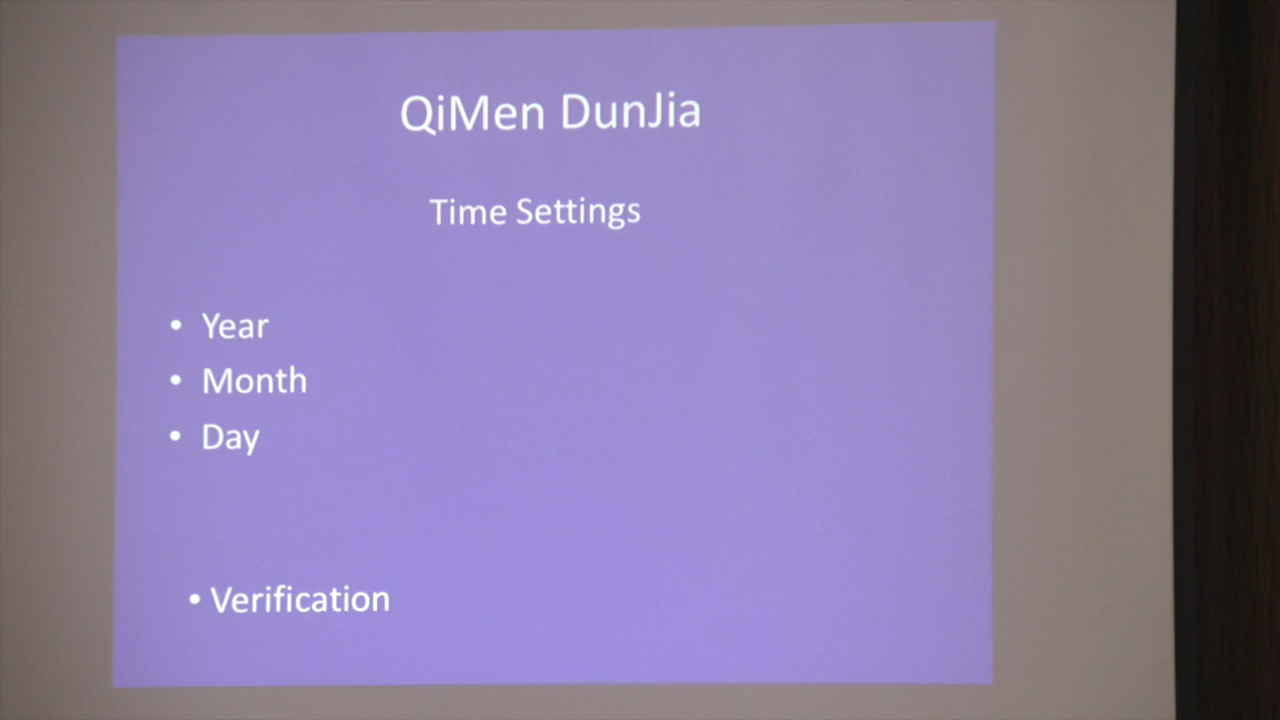 QiMen DunJia
Time Settings
• Year
• Month
• Day
• Verification